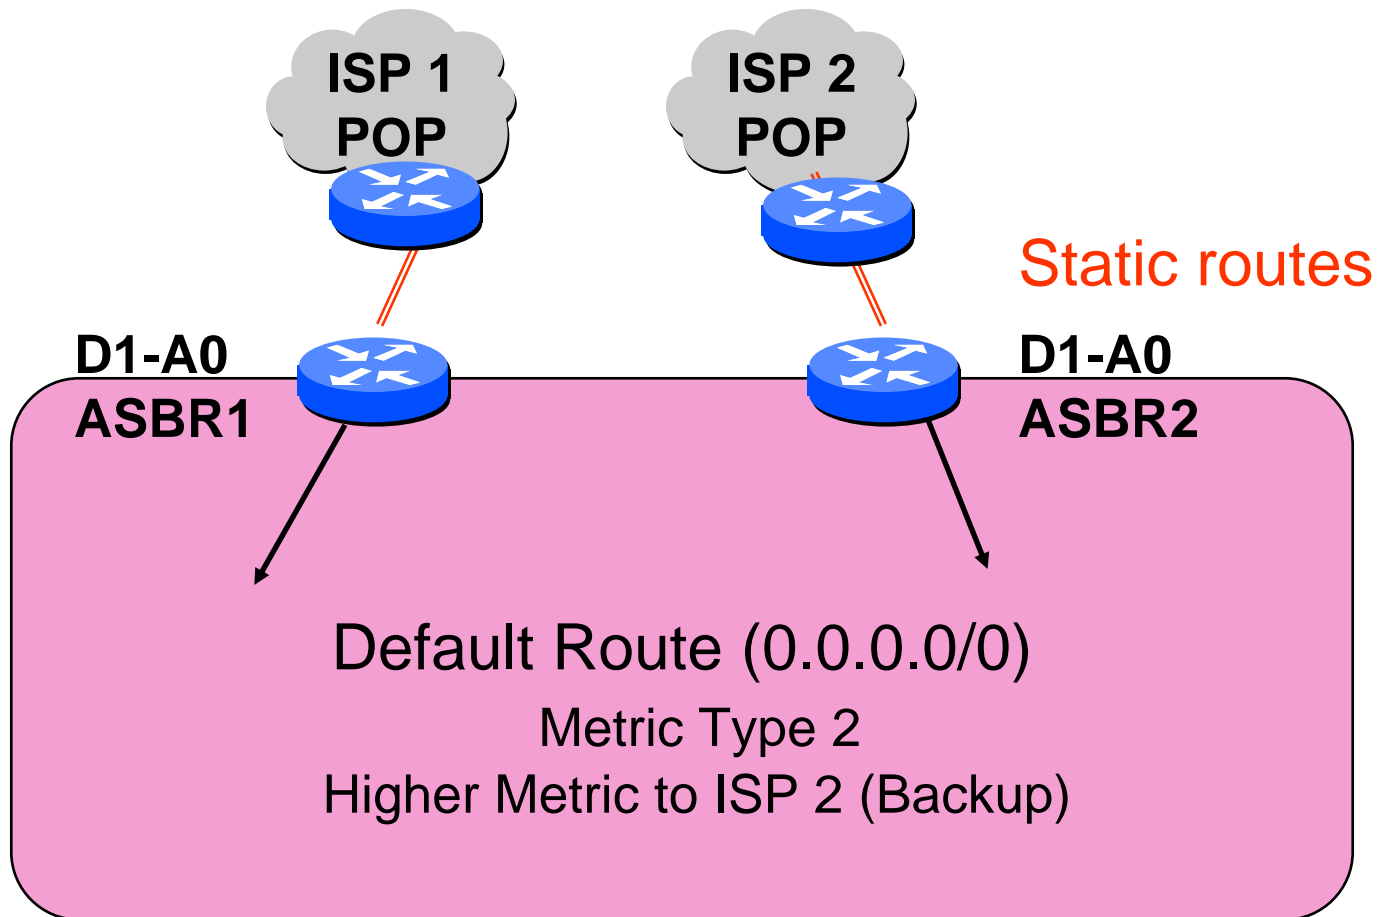 ISP 1
POP
ISP 2
POP
Static routes
D1-A0
ASBR1
D1-A0
ASBR2
Default Route (0.0.0.0/0)
Metric Type 2
Higher Metric to ISP 2 (Backup)